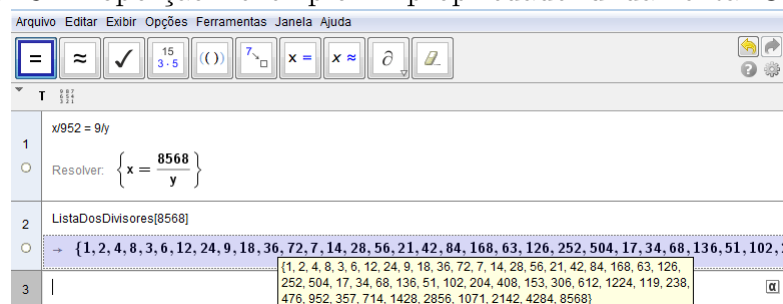 Arquivo Editar Exibir Opções Ferramentas Janela Ajuda
= ≈ ✓ 15 3·5 (( )) 7 x = x ≈ ∂
T
1
x/952 = 9/y
Resolver: {x = 8568/y}
2
ListaDosDivisores[8568]
→ {1, 2, 4, 8, 3, 6, 12, 24, 9, 18, 36, 72, 7, 14, 28, 56, 21, 42, 84, 168, 63, 126, 252, 504, 17, 34, 68, 136, 51, 102,
{1, 2, 4, 8, 3, 6, 12, 24, 9, 18, 36, 72, 7, 14, 28, 56, 21, 42, 84, 168, 63, 126,
252, 504, 17, 34, 68, 136, 51, 102, 204, 408, 153, 306, 612, 1224, 119, 238,
476, 952, 357, 714, 1428, 2856, 1071, 2142, 4284, 8568}
3
α